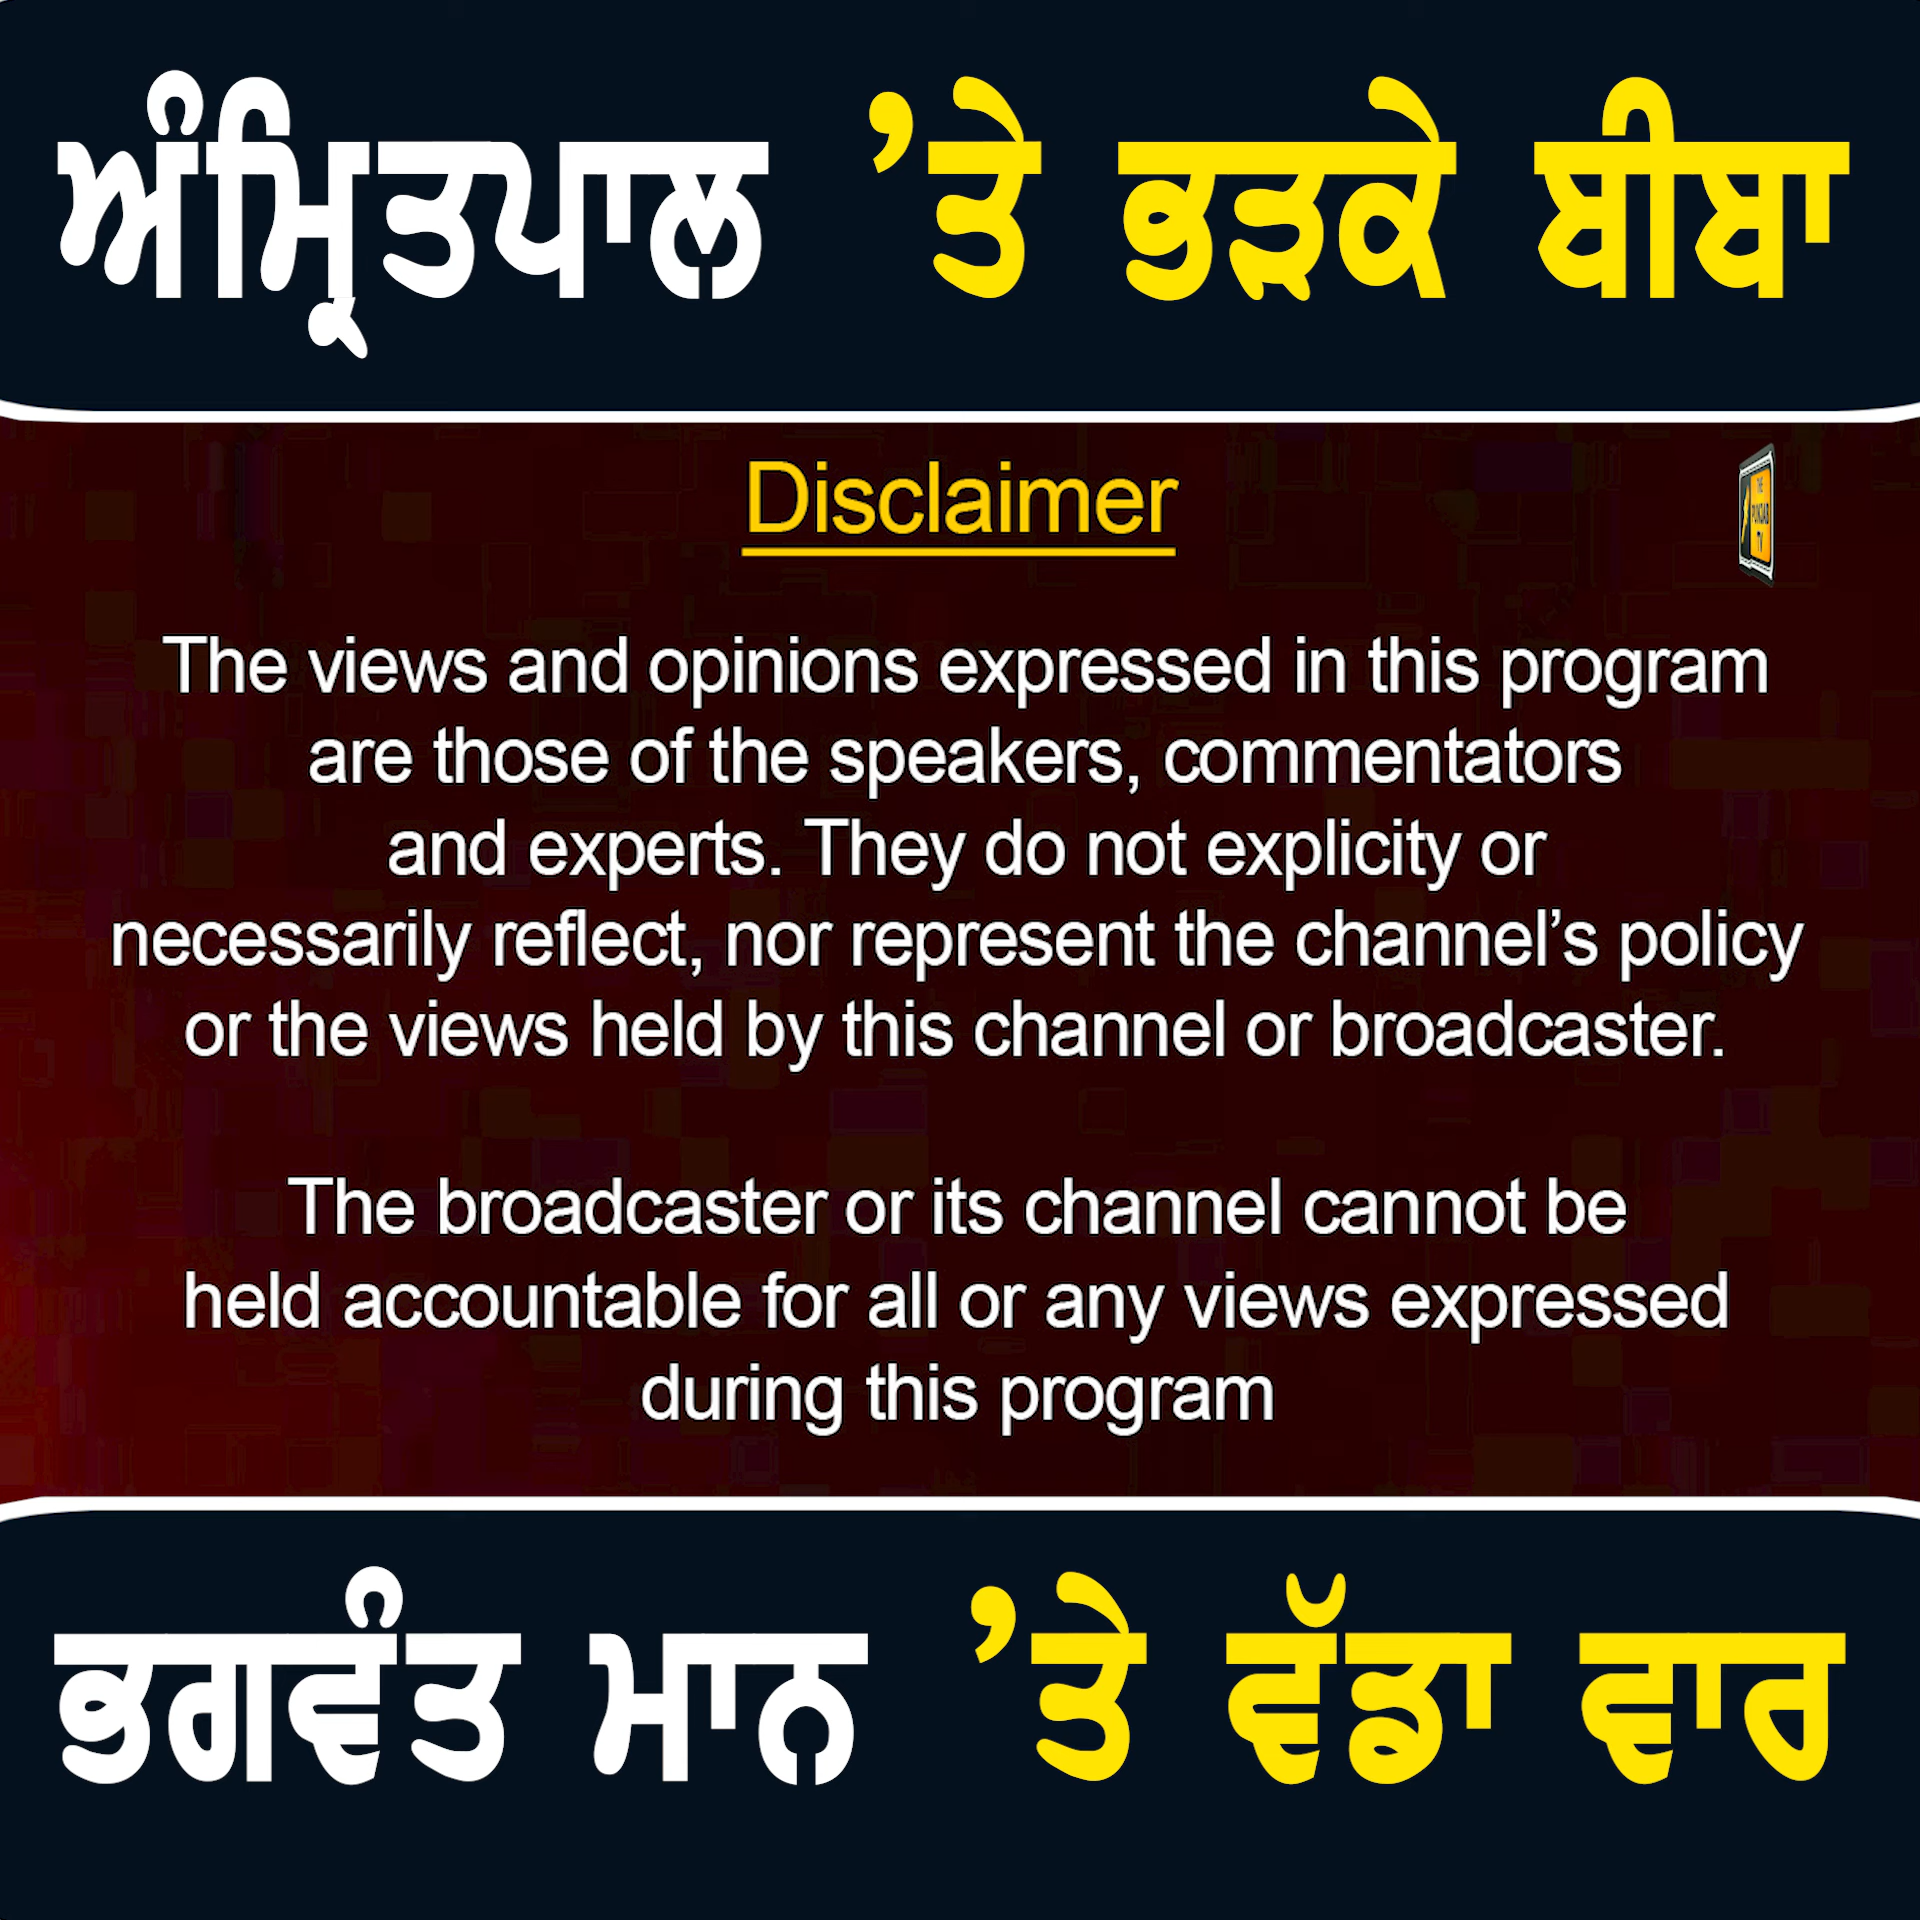 ਅੰਮ੍ਰਿਤਪਾਲ 'ਤੇ ਭੜਕੇ ਬੀਬਾ
Disclaimer
THE
PUNJAB
TV
The views and opinions expressed in this program
are those of the speakers, commentators
and experts. They do not explicity or
necessarily reflect, nor represent the channel’s policy
or the views held by this channel or broadcaster.
The broadcaster or its channel cannot be
held accountable for all or any views expressed
during this program
ਭਗਵੰਤ ਮਾਨ 'ਤੇ ਵੱਡਾ ਵਾਰ